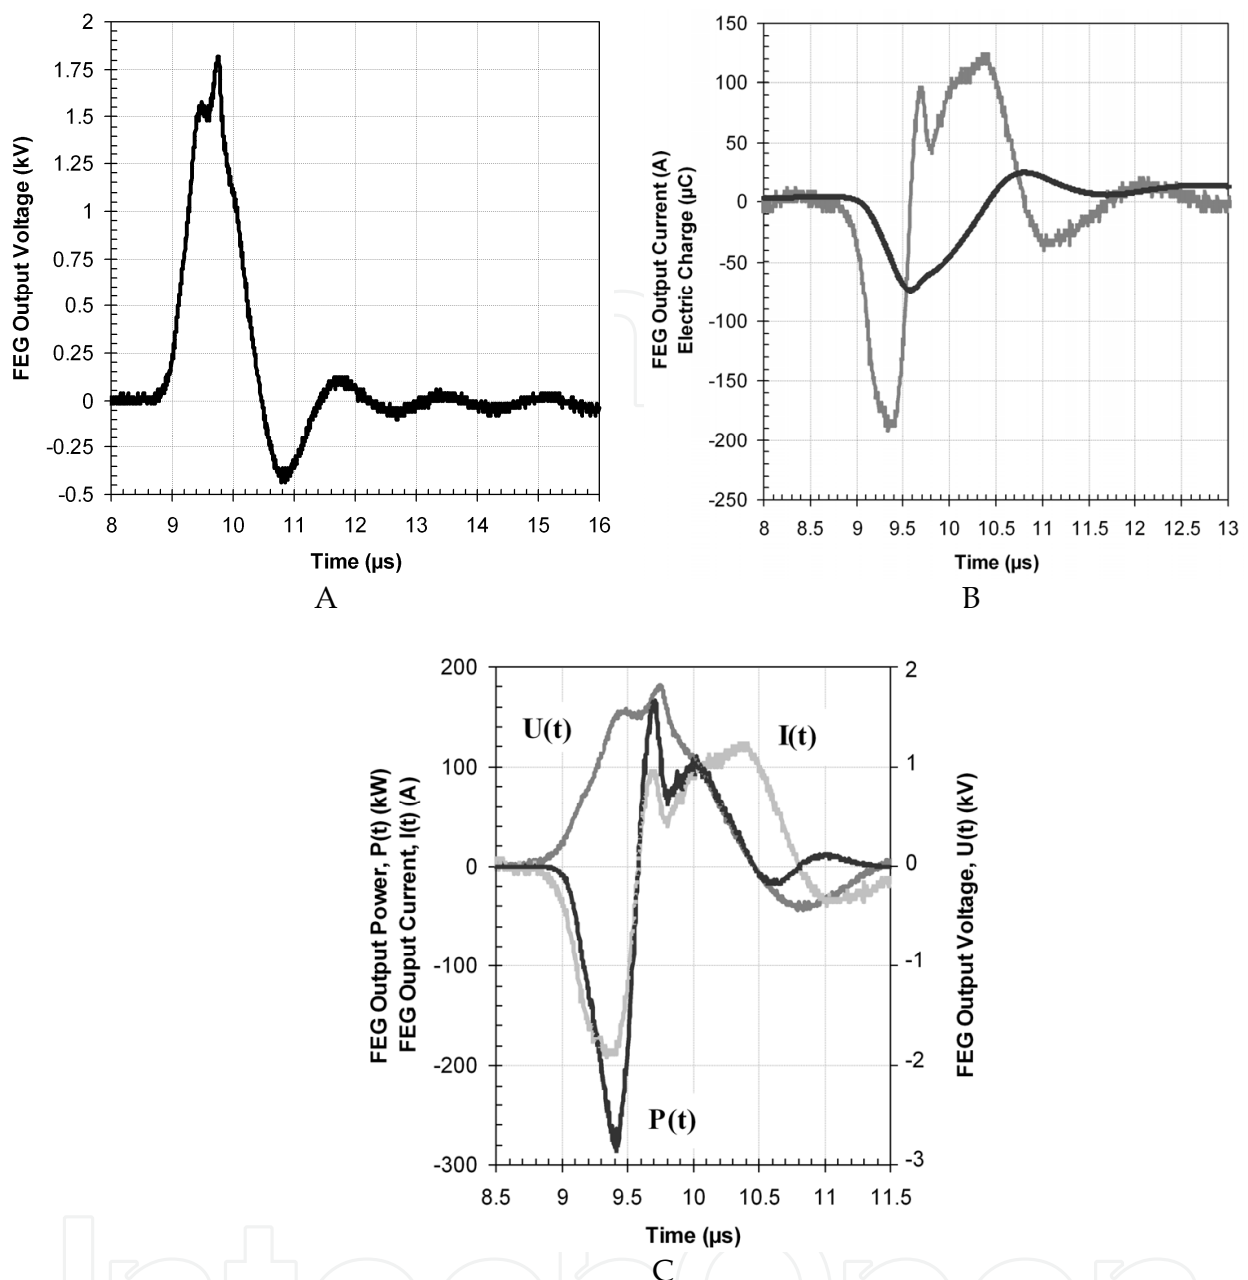 2
1.75
1.5
1.25
1
0.75
0.5
0.25
0
-0.25
-0.5
FEG Output Voltage (kV)
8 9 10 11 12 13 14 15 16
Time (µs)
A
150
100
50
0
-50
-100
-150
-200
-250
FEG Output Current (A)
Electric Charge (µC)
8 8.5 9 9.5 10 10.5 11 11.5 12 12.5 13
Time (µs)
B
200
100
0
-100
-200
-300
FEG Output Power, P(t) (kW)
FEG Ouput Current, I(t) (A)
U(t)
I(t)
P(t)
2
1
0
-1
-2
-3
FEG Output Voltage, U(t) (kV)
8.5 9 9.5 10 10.5 11 11.5
Time (µs)
C